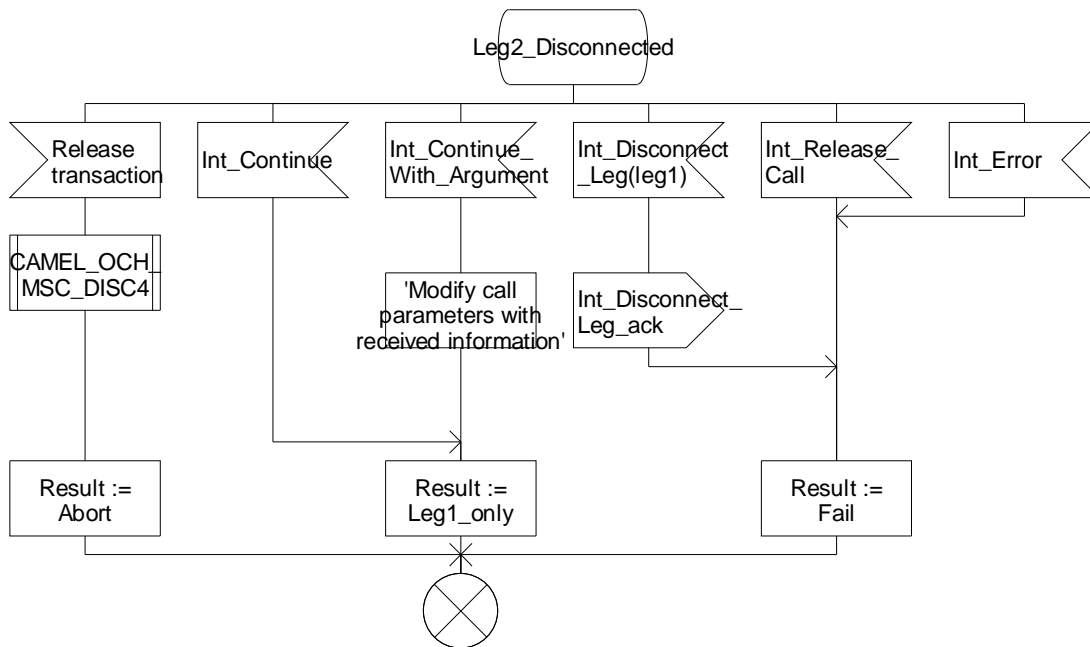 Leg2_Disconnected
Release
transaction
Int_Continue
Int_Continue_
With_Argument
Int_Disconnect
_Leg(leg1)
Int_Release_
Call
Int_Error
CAMEL_OCH_
MSC_DISC4
'Modify call
parameters with
received information'
Int_Disconnect_
Leg_ack
Result :=
Abort
Result :=
Leg1_only
Result :=
Fail